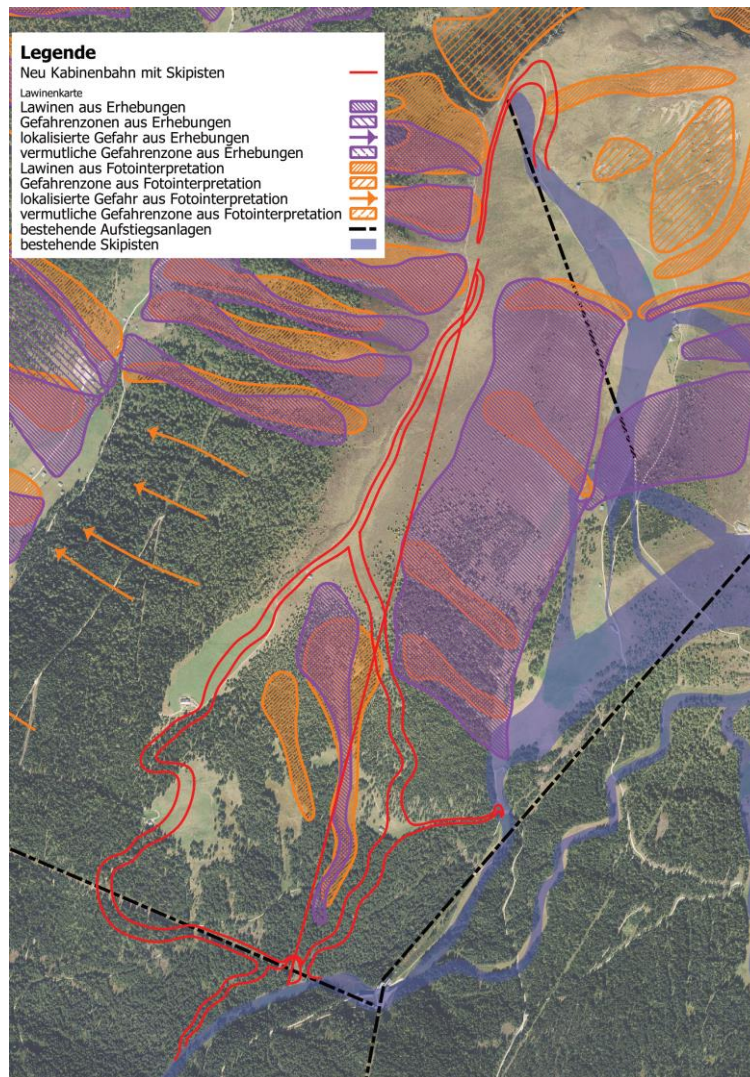 Legende
Neu Kabinenbahn mit Skipisten
Lawinenkarte
Lawinen aus Erhebungen
Gefahrenzonen aus Erhebungen
lokalisierte Gefahr aus Erhebungen
vermutliche Gefahrenzone aus Erhebungen
Lawinen aus Fotointerpretation
Gefahrenzone aus Fotointerpretation
lokalisierte Gefahr aus Fotointerpretation
vermutliche Gefahrenzone aus Fotointerpretation
bestehende Aufstiegsanlagen
bestehende Skipisten